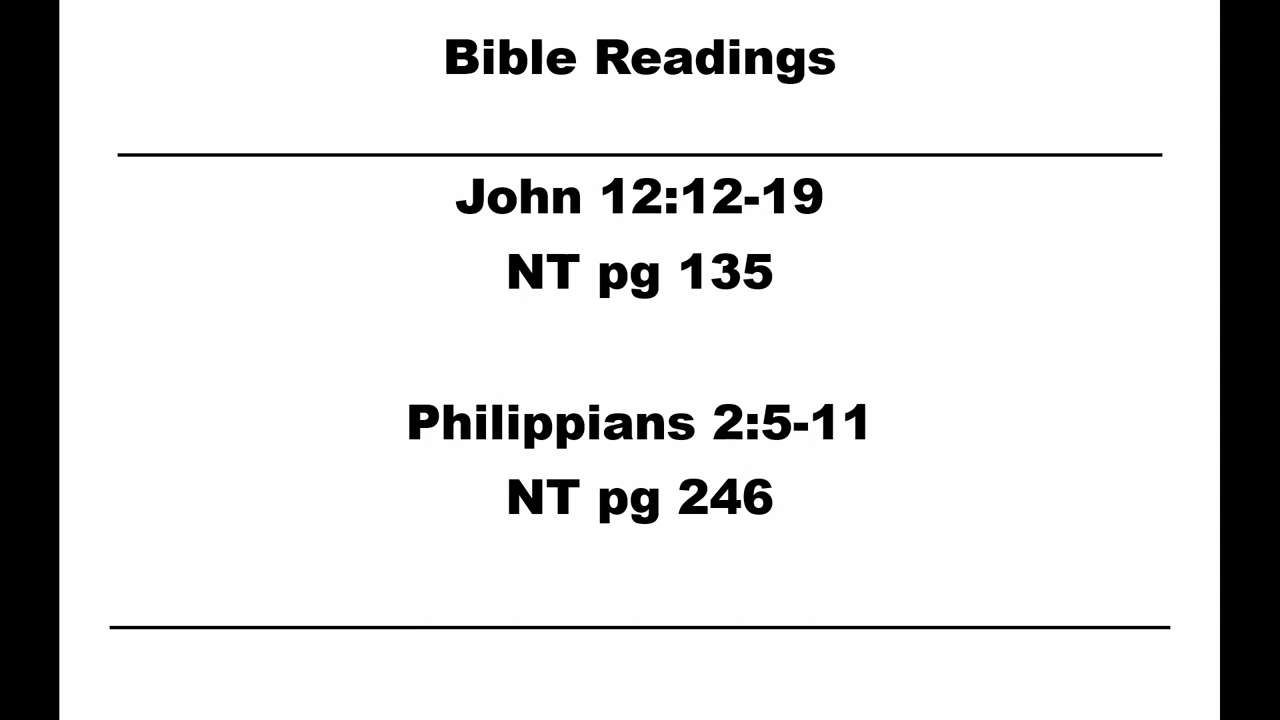 Bible Readings
John 12:12-19
NT pg 135
Philippians 2:5-11
NT pg 246